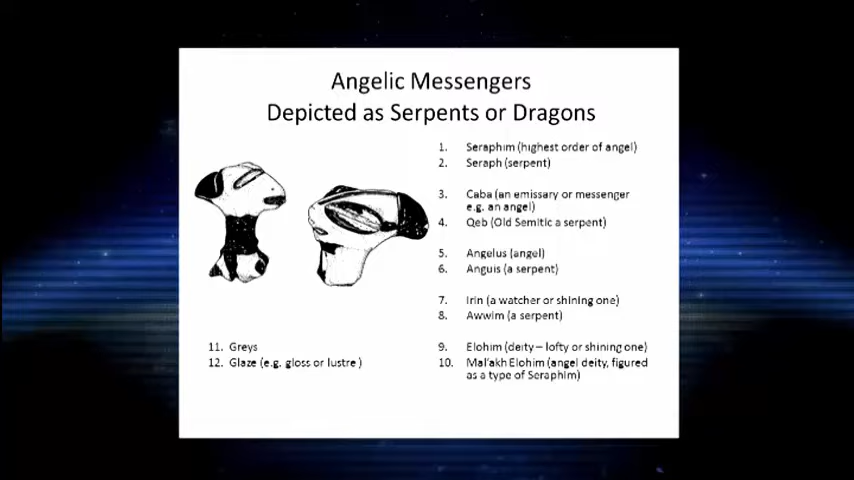 Angelic Messengers
Depicted as Serpents or Dragons
1. Seraphim (highest order of angel)
2. Seraph (serpent)
3. Caba (an emissary or messenger
e.g. an angel)
4. Qeb (Old Semitic a serpent)
5. Angelus (angel)
6. Anguis (a serpent)
7. Irin (a watcher or shining one)
8. Awwim (a serpent)
9. Elohim (deity – lofty or shining one)
10. Mal'akh Elohim (angel deity, figured
as a type of Seraphim)
11. Greys
12. Glaze (e.g. gloss or lustre )